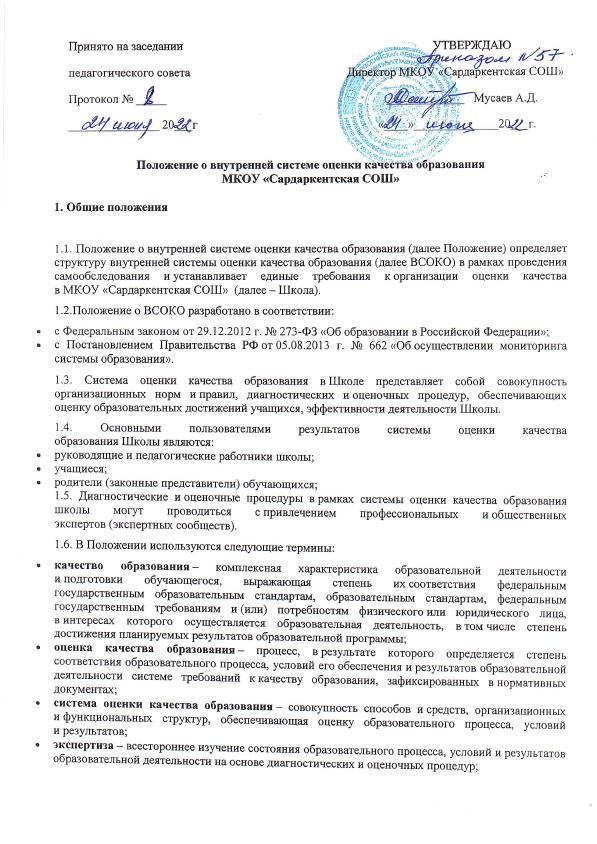 Принято на заседании
УТВЕРЖДАЮ
Приказом №57
педагогического совета
Директор МКОУ «Сардаркентская СОШ»
Протокол №
Мусаев А.Д.
24 июня 2022г
«24» июня 2022 г.
Положение о внутренней системе оценки качества образования
МКОУ «Сардаркентская СОШ»
1. Общие положения
1.1. Положение о внутренней системе оценки качества образования (далее Положение) определяет
структуру внутренней системы оценки качества образования (далее ВСОКО) в рамках проведения
самообследования и устанавливает единые требования к организации оценки качества
в МКОУ «Сардаркентская СОШ» (далее – Школа).
1.2.Положение о ВСОКО разработано в соответствии:
• с Федеральным законом от 29.12.2012 г. № 273-ФЗ «Об образовании в Российской Федерации»;
• с Постановлением Правительства РФ от 05.08.2013 г. № 662 «Об осуществлении мониторинга
системы образования».
1.3. Система оценки качества образования в Школе представляет собой совокупность
организационных норм и правил, диагностических и оценочных процедур, обеспечивающих
оценку образовательных достижений учащихся, эффективности деятельности Школы.
1.4. Основными пользователями результатов системы оценки качества
образования Школы являются:
• руководящие и педагогические работники школы;
• учащиеся;
• родители (законные представители) обучающихся;
1.5. Диагностические и оценочные процедуры в рамках системы оценки качества образования
школы могут проводиться с привлечением профессиональных и общественных
экспертов (экспертных сообществ).
1.6. В Положении используются следующие термины:
• качество образования – комплексная характеристика образовательной деятельности
и подготовки обучающегося, выражающая степень их соответствия федеральным
государственным образовательным стандартам, образовательным стандартам, федеральным
государственным требованиям и (или) потребностям физического или юридического лица,
в интересах которого осуществляется образовательная деятельность, в том числе степень
достижения планируемых результатов образовательной программы;
• оценка качества образования – процесс, в результате которого определяется степень
соответствия образовательного процесса, условий его обеспечения и результатов образовательной
деятельности системе требований к качеству образования, зафиксированных в нормативных
документах;
• система оценки качества образования – совокупность способов и средств, организационных
и функциональных структур, обеспечивающая оценку образовательного процесса, условий
и результатов;
• экспертиза – всестороннее изучение состояния образовательного процесса, условий и результатов
образовательной деятельности на основе диагностических и оценочных процедур;